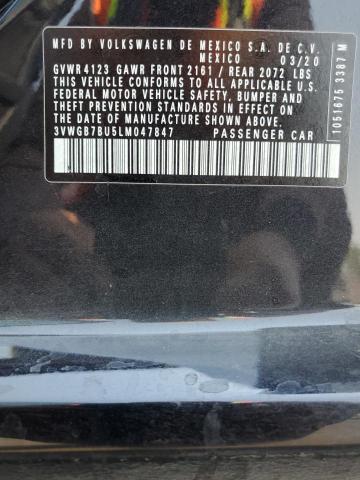 MFD BY VOLKSWAGEN DE MEXICO S.A. DE C.V.
MEXICO 03/20
GVWR 4123 GAWR FRONT 2161 / REAR 2072 LBS
THIS VEHICLE CONFORMS TO ALL APPLICABLE U.S.
FEDERAL MOTOR VEHICLE SAFETY, BUMPER AND
THEFT PREVENTION STANDARDS IN EFFECT ON THE
DATE OF MANUFACTURE SHOWN ABOVE.
3VWGB7BU5LM047847 PASSENGER CAR
1051675 3387 M